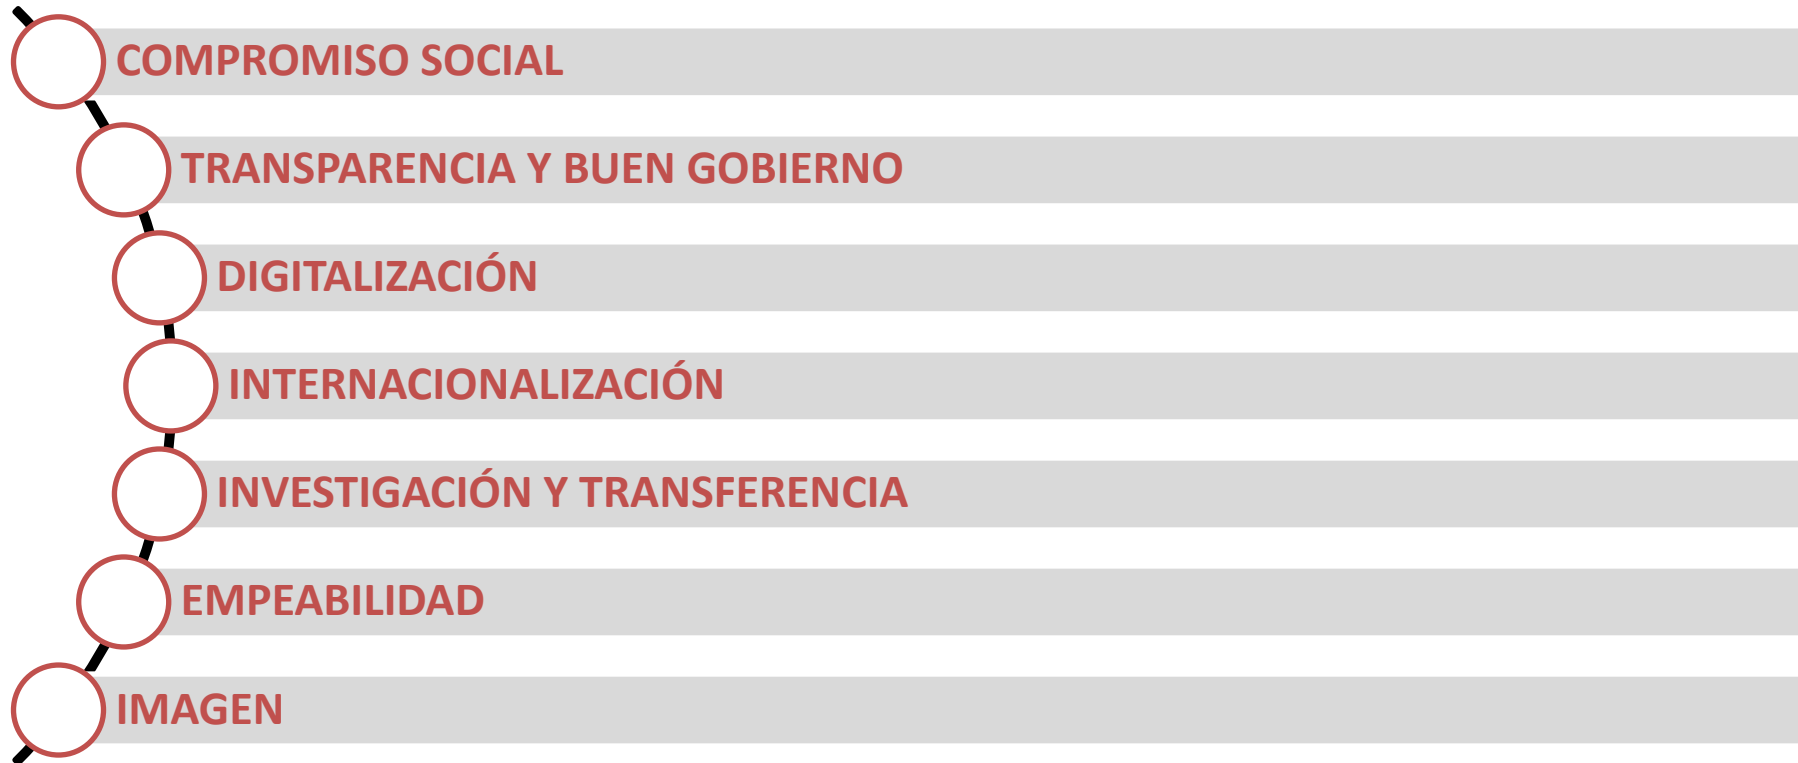 COMPROMISO SOCIAL
TRANSPARENCIA Y BUEN GOBIERNO
DIGITALIZACIÓN
INTERNACIONALIZACIÓN
INVESTIGACIÓN Y TRANSFERENCIA
EMPEABILIDAD
IMAGEN